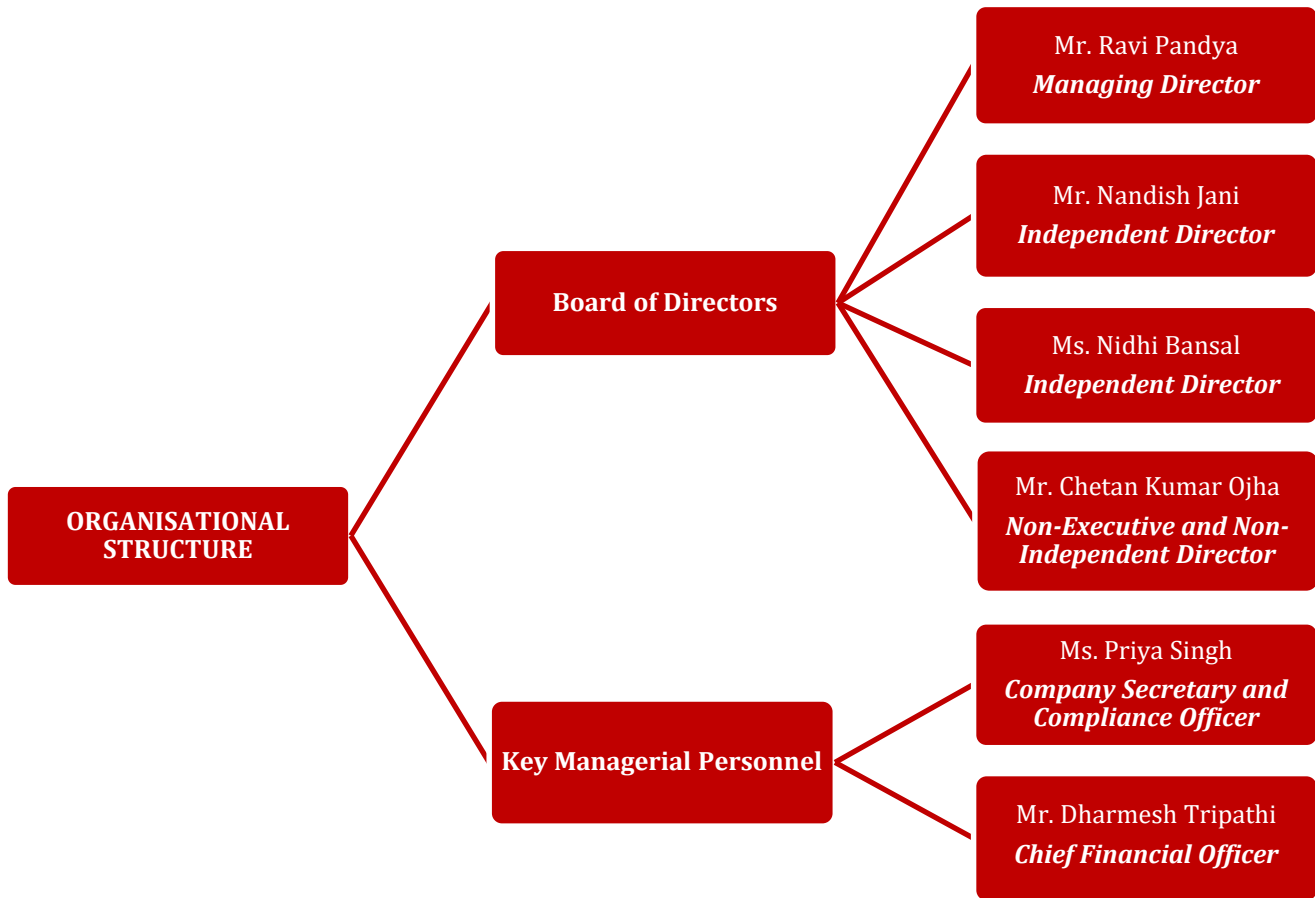 ORGANISATIONAL
STRUCTURE
Board of Directors
Mr. Ravi Pandya
Managing Director
Mr. Nandish Jani
Independent Director
Ms. Nidhi Bansal
Independent Director
Mr. Chetan Kumar Ojha
Non-Executive and Non-
Independent Director
Key Managerial Personnel
Ms. Priya Singh
Company Secretary and
Compliance Officer
Mr. Dharmesh Tripathi
Chief Financial Officer